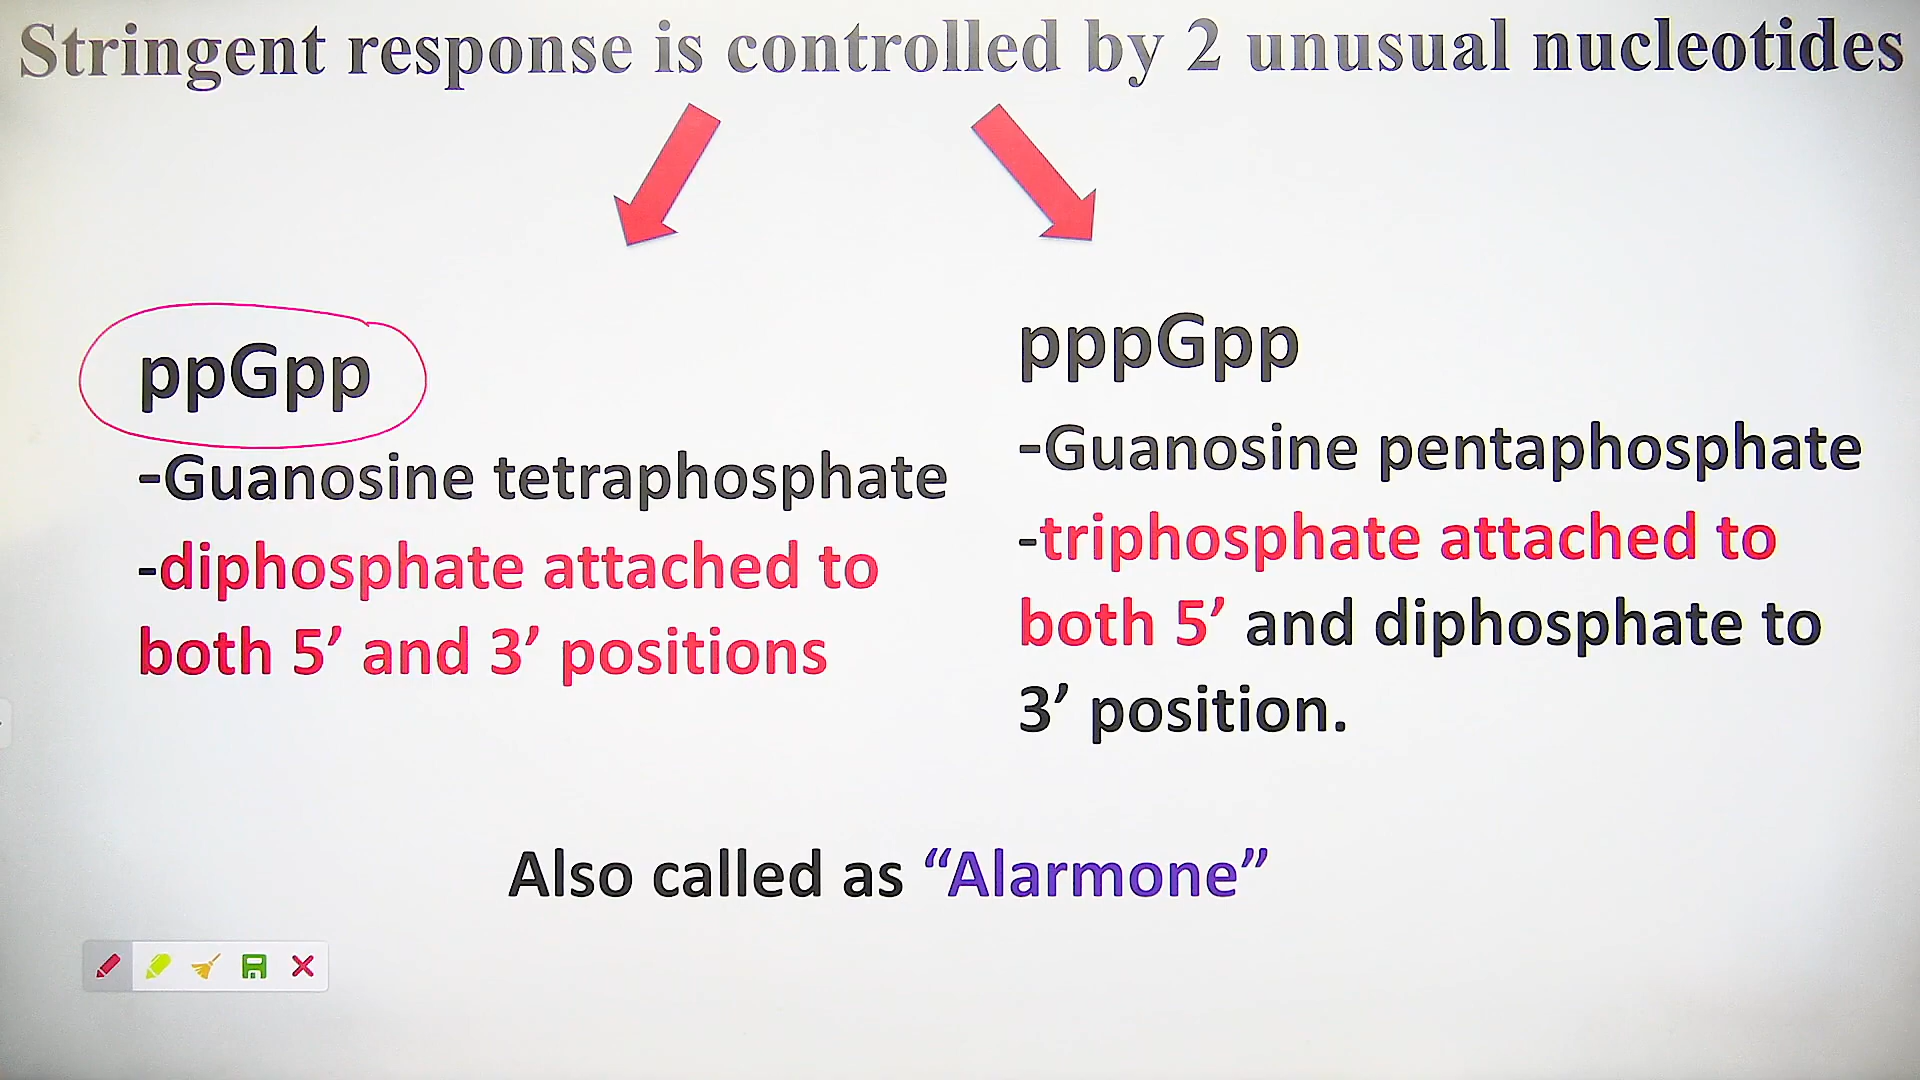 Stringent response is controlled by 2 unusual nucleotides
ppGpp
-Guanosine tetraphosphate
-diphosphate attached to
both 5’ and 3’ positions
pppGpp
-Guanosine pentaphosphate
-triphosphate attached to
both 5’ and diphosphate to
3’ position.
Also called as “Alarmone”